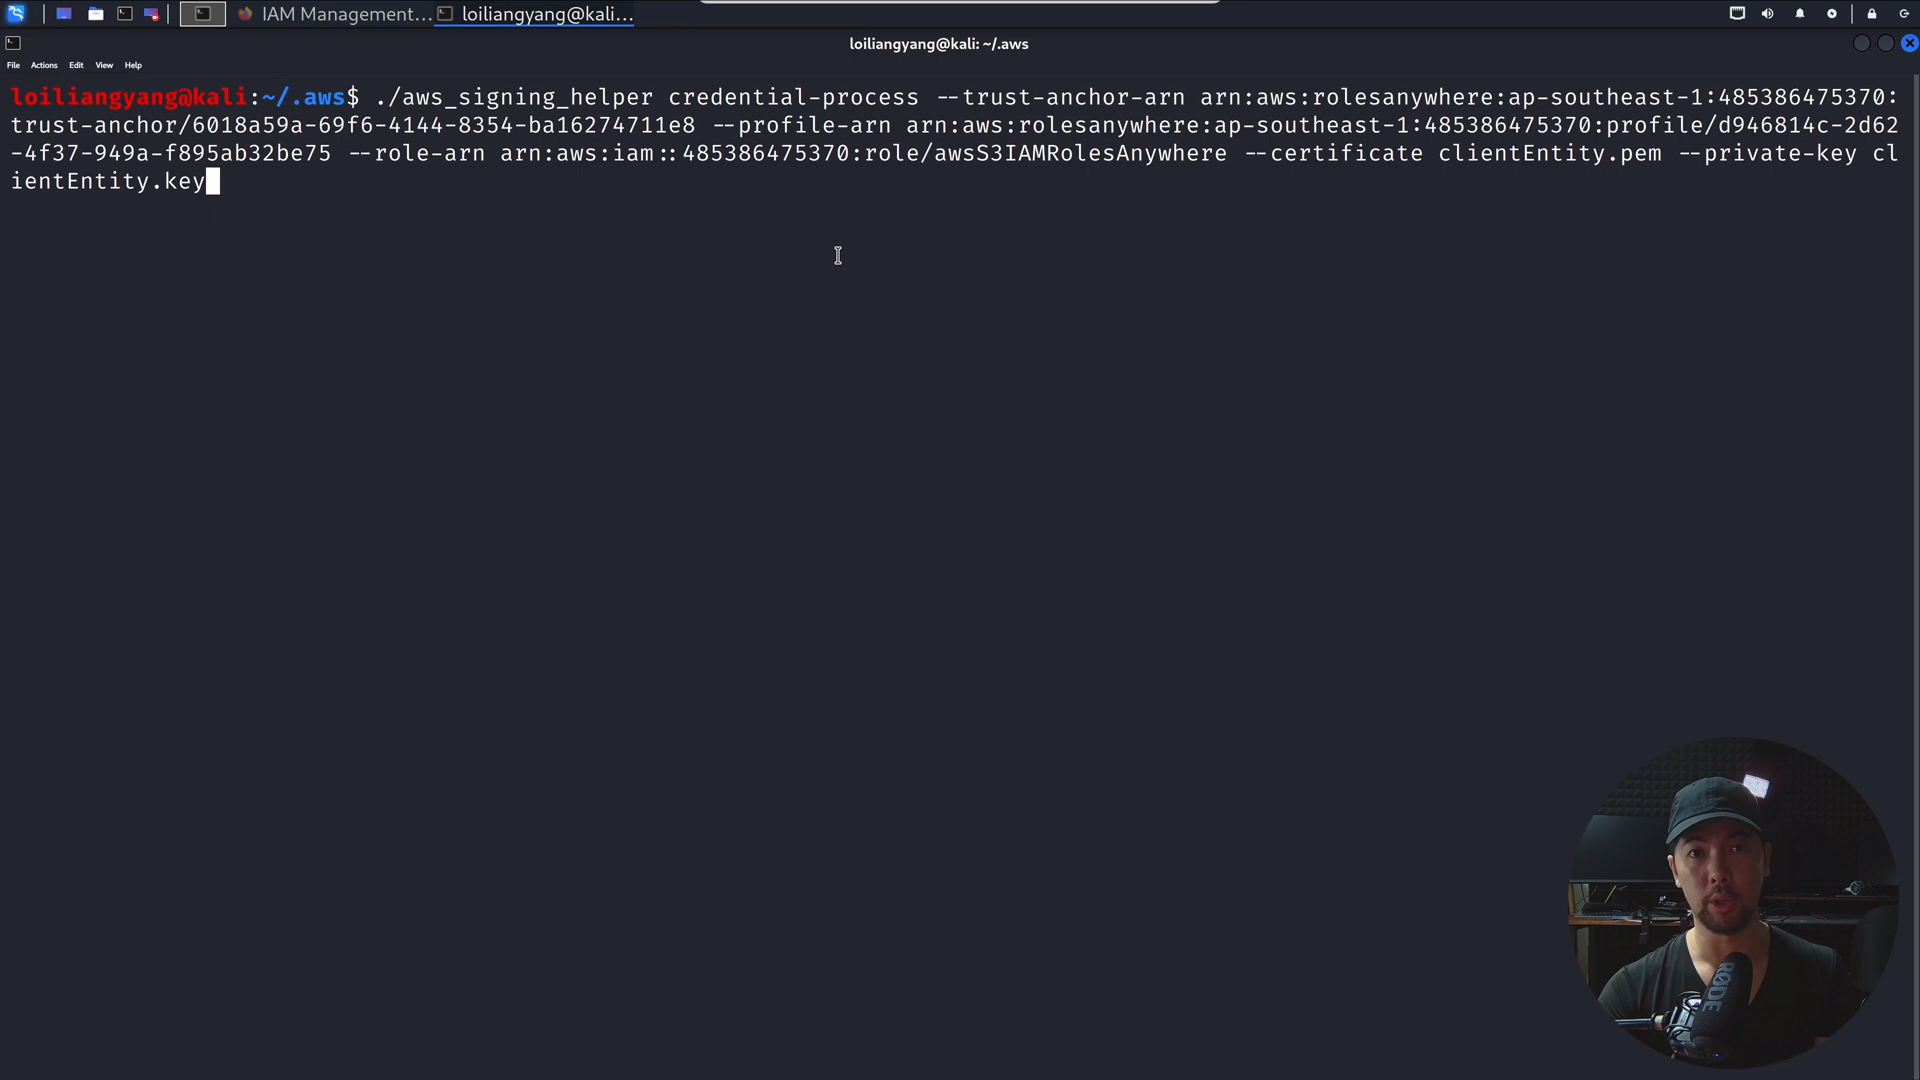 IAM Management...
loiliangyang@kali...
loiliangyang@kali: ~/.aws
File Actions Edit View Help
loiliangyang@kali:~/.aws$ ./aws_signing_helper credential-process --trust-anchor-arn arn:aws:rolesanywhere:ap-southeast-1:485386475370:
trust-anchor/6018a59a-69f6-4144-8354-ba16274711e8 --profile-arn arn:aws:rolesanywhere:ap-southeast-1:485386475370:profile/d946814c-2d62
-4f37-949a-f895ab32be75 --role-arn arn:aws:iam::485386475370:role/awsS3IAMRolesAnywhere --certificate clientEntity.pem --private-key cl
ientEntity.key
RØDE